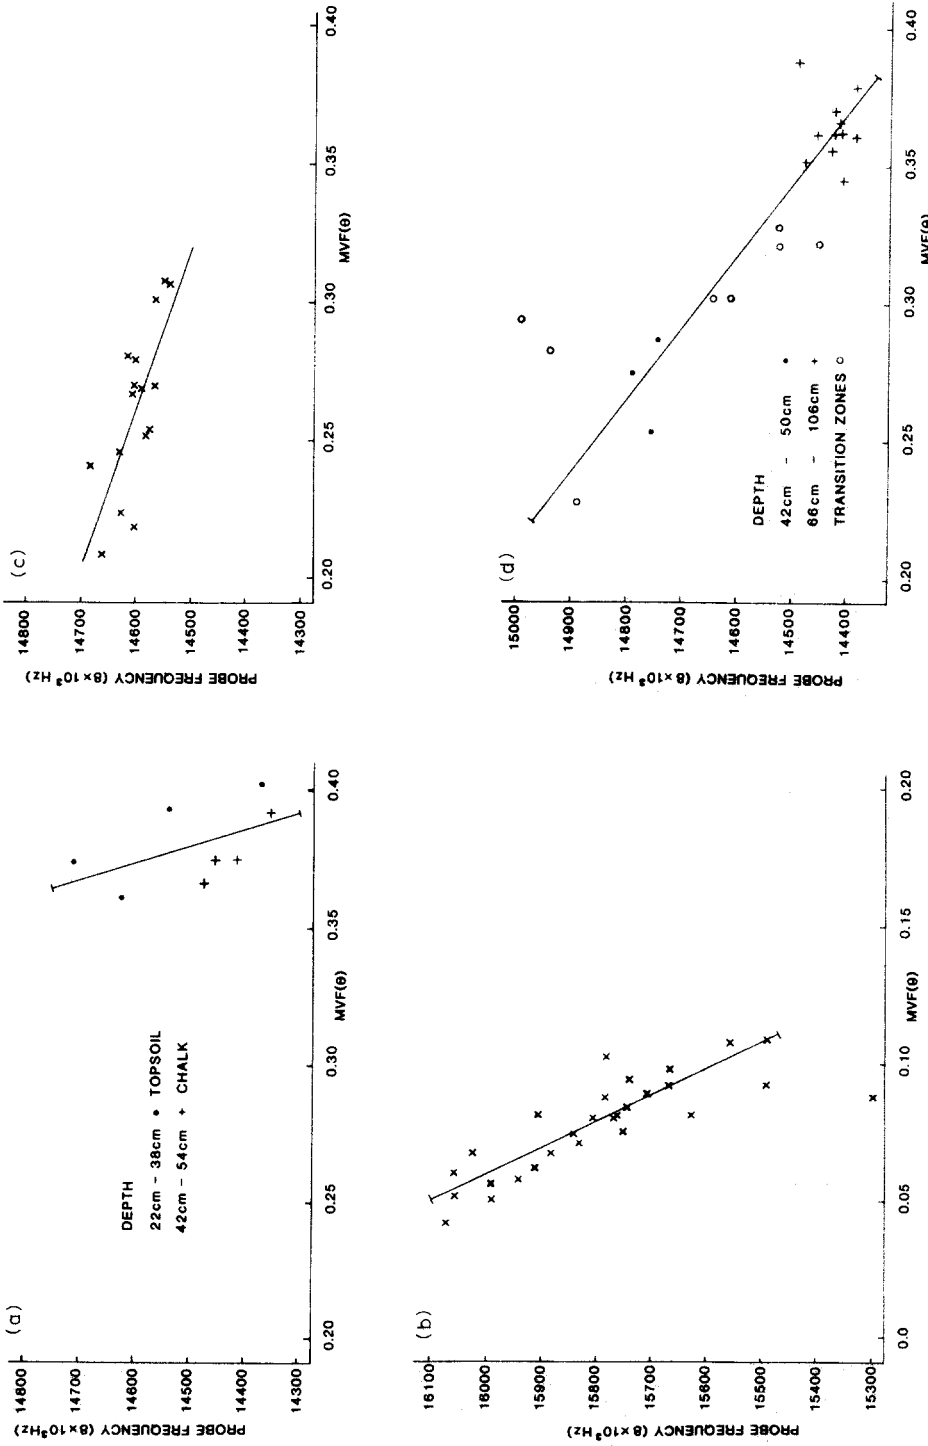 (a)
PROBE FREQUENCY (8×10³Hz)
14800
14700
14600
14500
14400
14300
DEPTH
22cm – 38cm • TOPSOIL
42cm – 54cm + CHALK
0.20
0.25
0.30
0.35
0.40
MVF(θ)
(b)
PROBE FREQUENCY (8×10³Hz)
16100
16000
15900
15800
15700
15600
15500
15400
15300
0.0
0.05
0.10
0.15
0.20
MVF(θ)
(c)
PROBE FREQUENCY (8×10³Hz)
14800
14700
14600
14500
14400
14300
0.20
0.25
0.30
0.35
0.40
MVF(θ)
(d)
PROBE FREQUENCY (8×10³Hz)
15000
14900
14800
14700
14600
14500
14400
DEPTH
42cm – 50cm •
66cm – 106cm +
TRANSITION ZONES ○
0.20
0.25
0.30
0.35
0.40
MVF(θ)